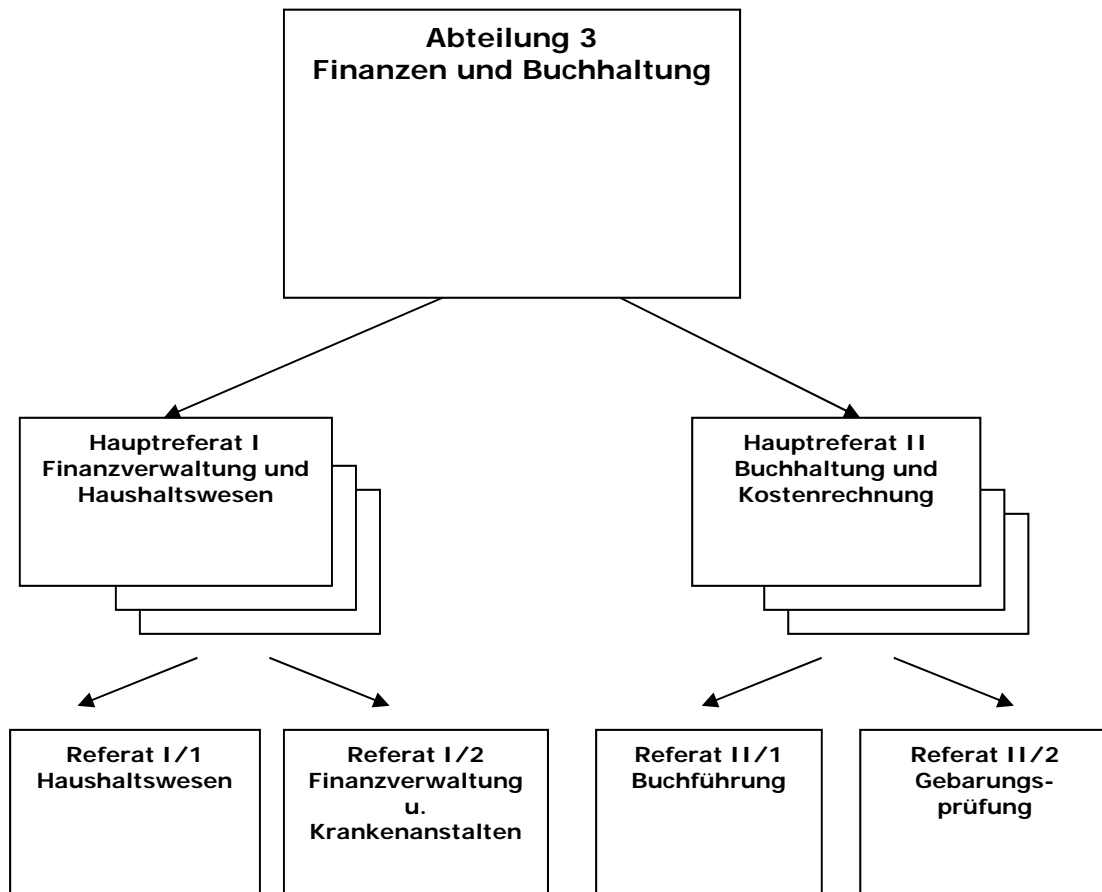 Abteilung 3
Finanzen und Buchhaltung
Hauptreferat I
Finanzverwaltung und
Haushaltswesen
Hauptreferat II
Buchhaltung und
Kostenrechnung
Referat I/1
Haushaltswesen
Referat I/2
Finanzverwaltung
u.
Krankenanstalten
Referat II/1
Buchführung
Referat II/2
Gebarungs-
prüfung